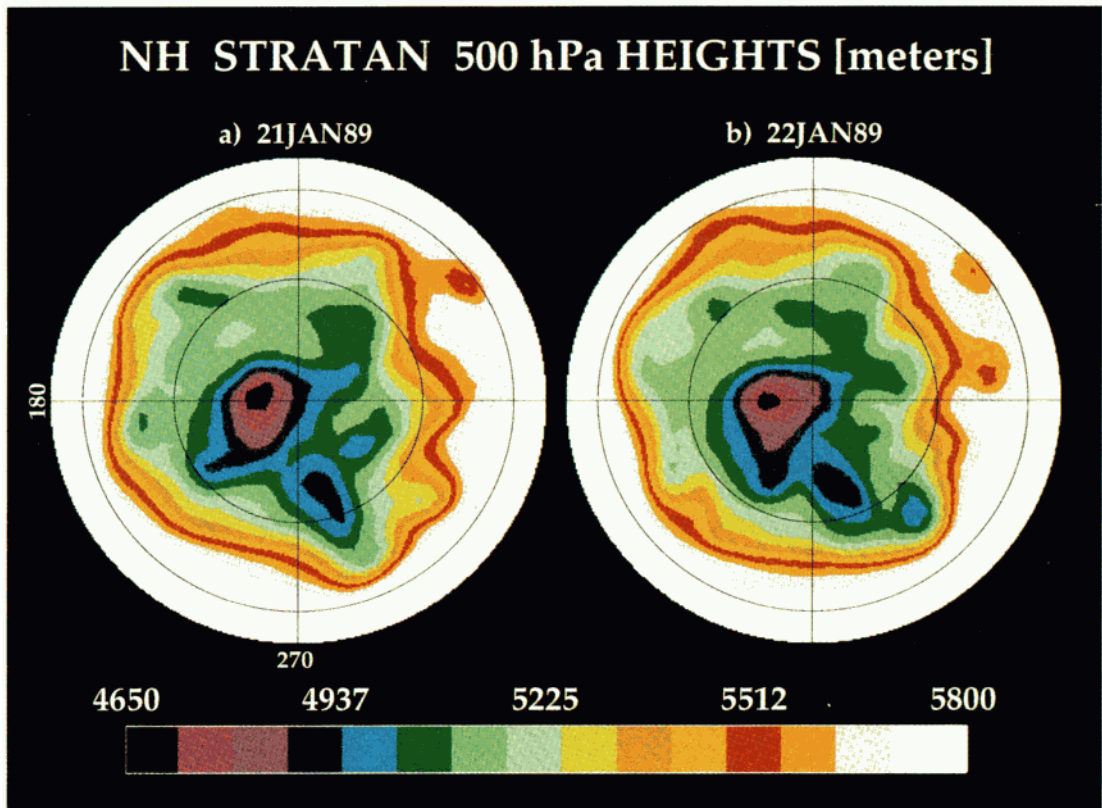 NH STRATAN 500 hPa HEIGHTS [meters]
a) 21JAN89
b) 22JAN89
180
270
4650 4937 5225 5512 5800